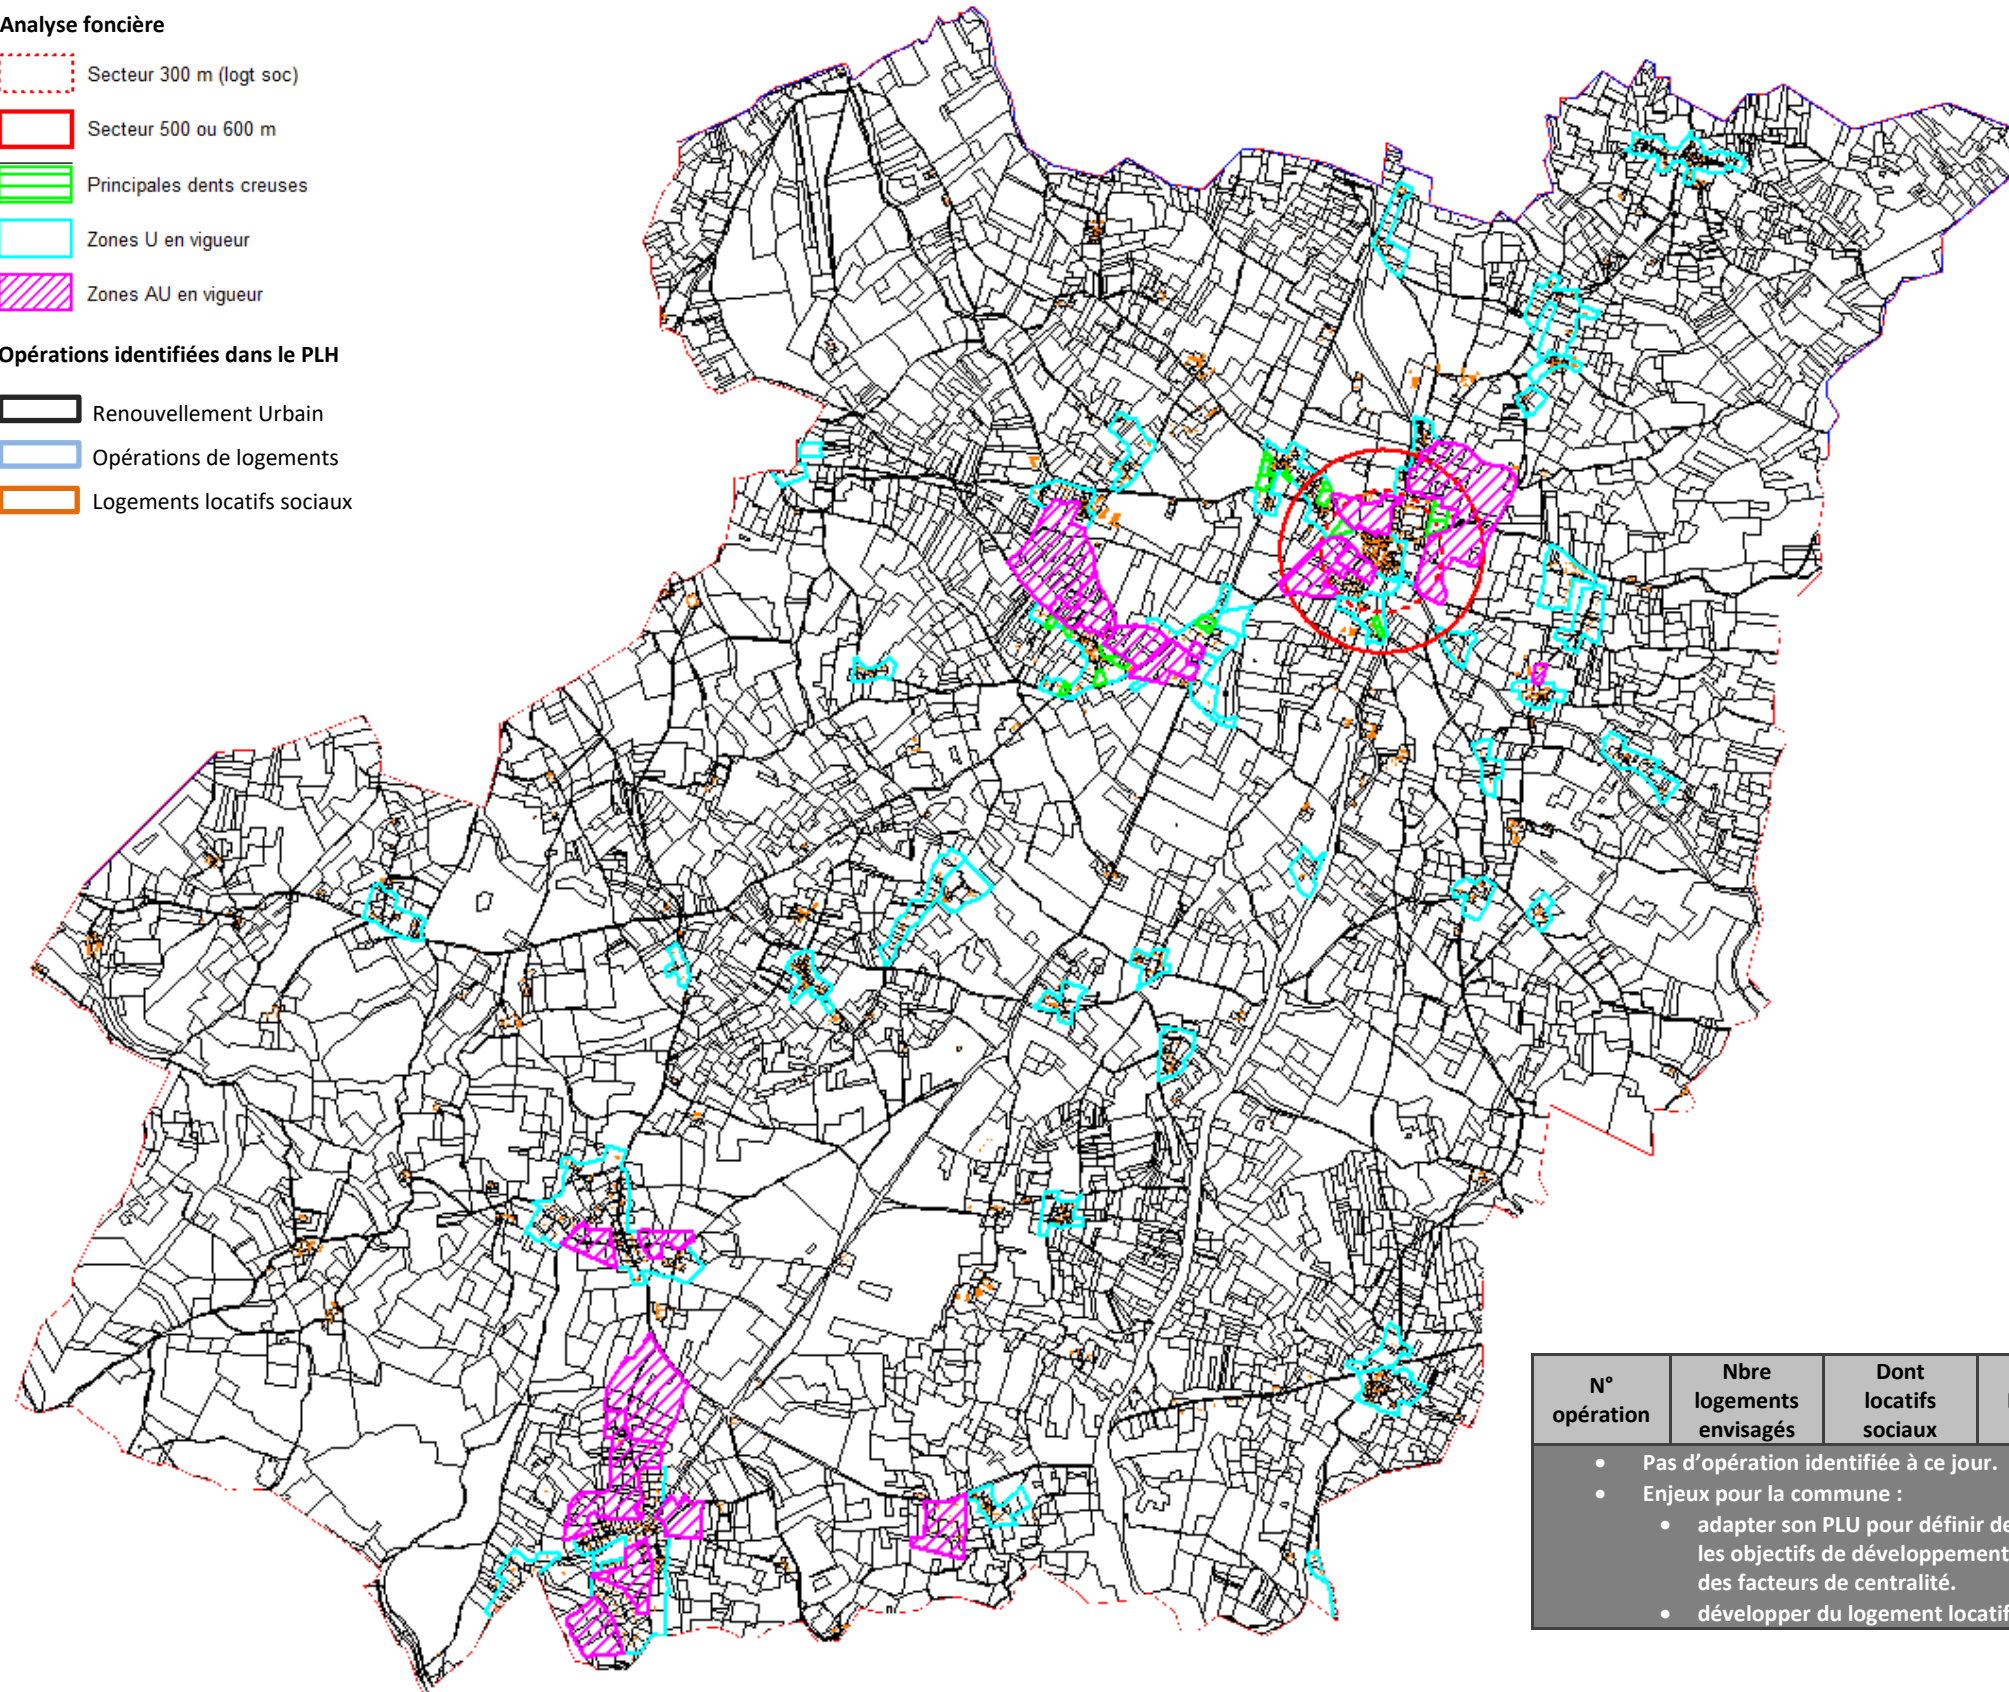 Analyse foncière
Secteur 300 m (logt soc)
Secteur 500 ou 600 m
Principales dents creuses
Zones U en vigueur
Zones AU en vigueur
Opérations identifiées dans le PLH
Renouvellement Urbain
Opérations de logements
Logements locatifs sociaux
N° opération
Nbre logements envisagés
Dont locatifs sociaux
• Pas d’opération identifiée à ce jour.
• Enjeux pour la commune :
• adapter son PLU pour définir
les objectifs de développement
des facteurs de centralité.
• développer du logement locatif